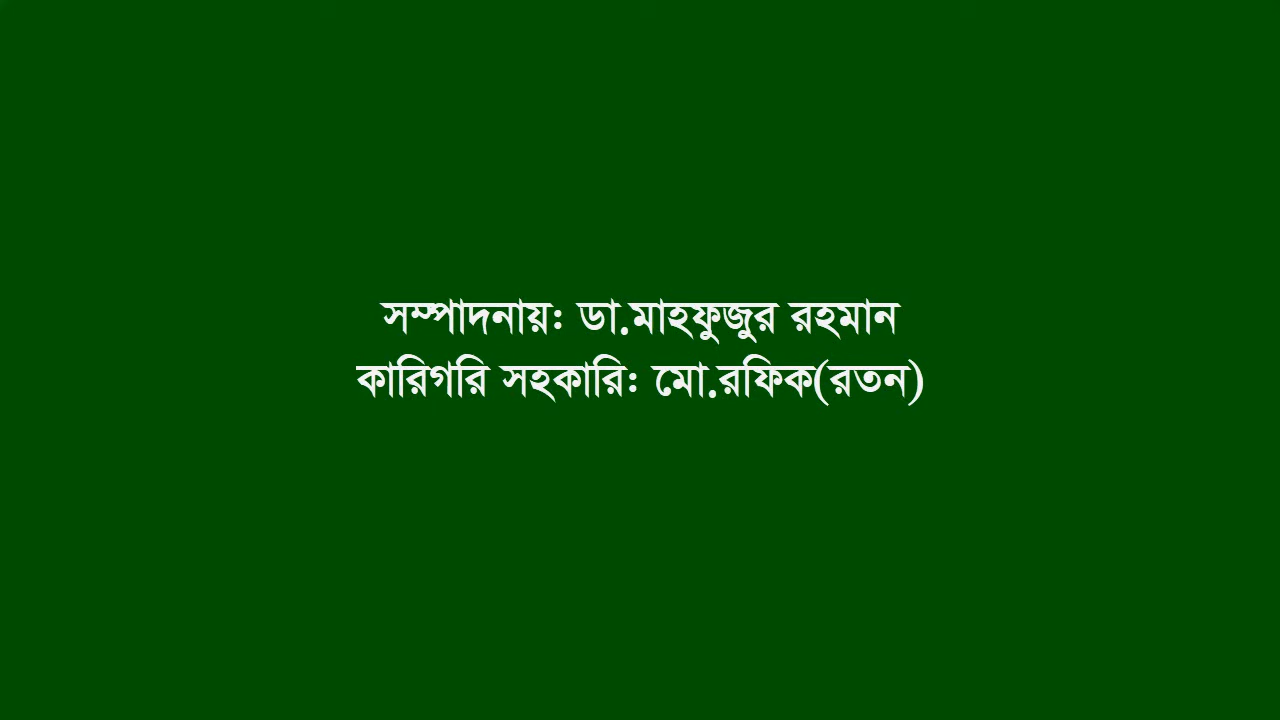 সম্পাদনায়: ডা.মাহফুজুর রহমান
কারিগরি সহকারি: মো.রফিক(রতন)